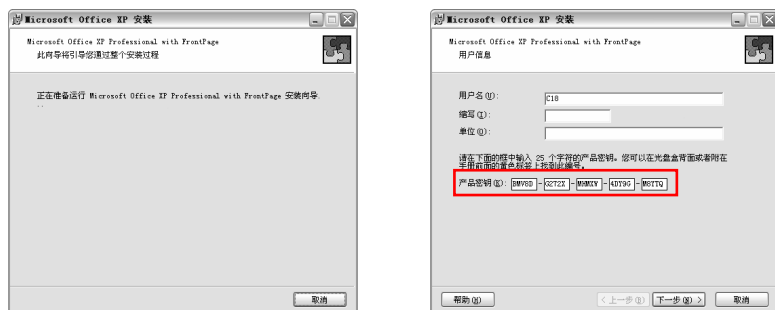 Microsoft Office XP 安装
Microsoft Office XP Professional with FrontPage
此向导将引导您通过整个安装过程
正在准备运行 Microsoft Office XP Professional with FrontPage 安装向导.
..
取消
Microsoft Office XP 安装
Microsoft Office XP Professional with FrontPage
用户信息
用户名(U): C18
缩写(I):
单位(O):
请在下面的框中输入 25 个字符的产品密钥。您可以在光盘盒背面或者附在
手册前面的黄色标签上找到此编号。
产品密钥(K):
帮助(H) < 上一步(B) 下一步(N) > 取消